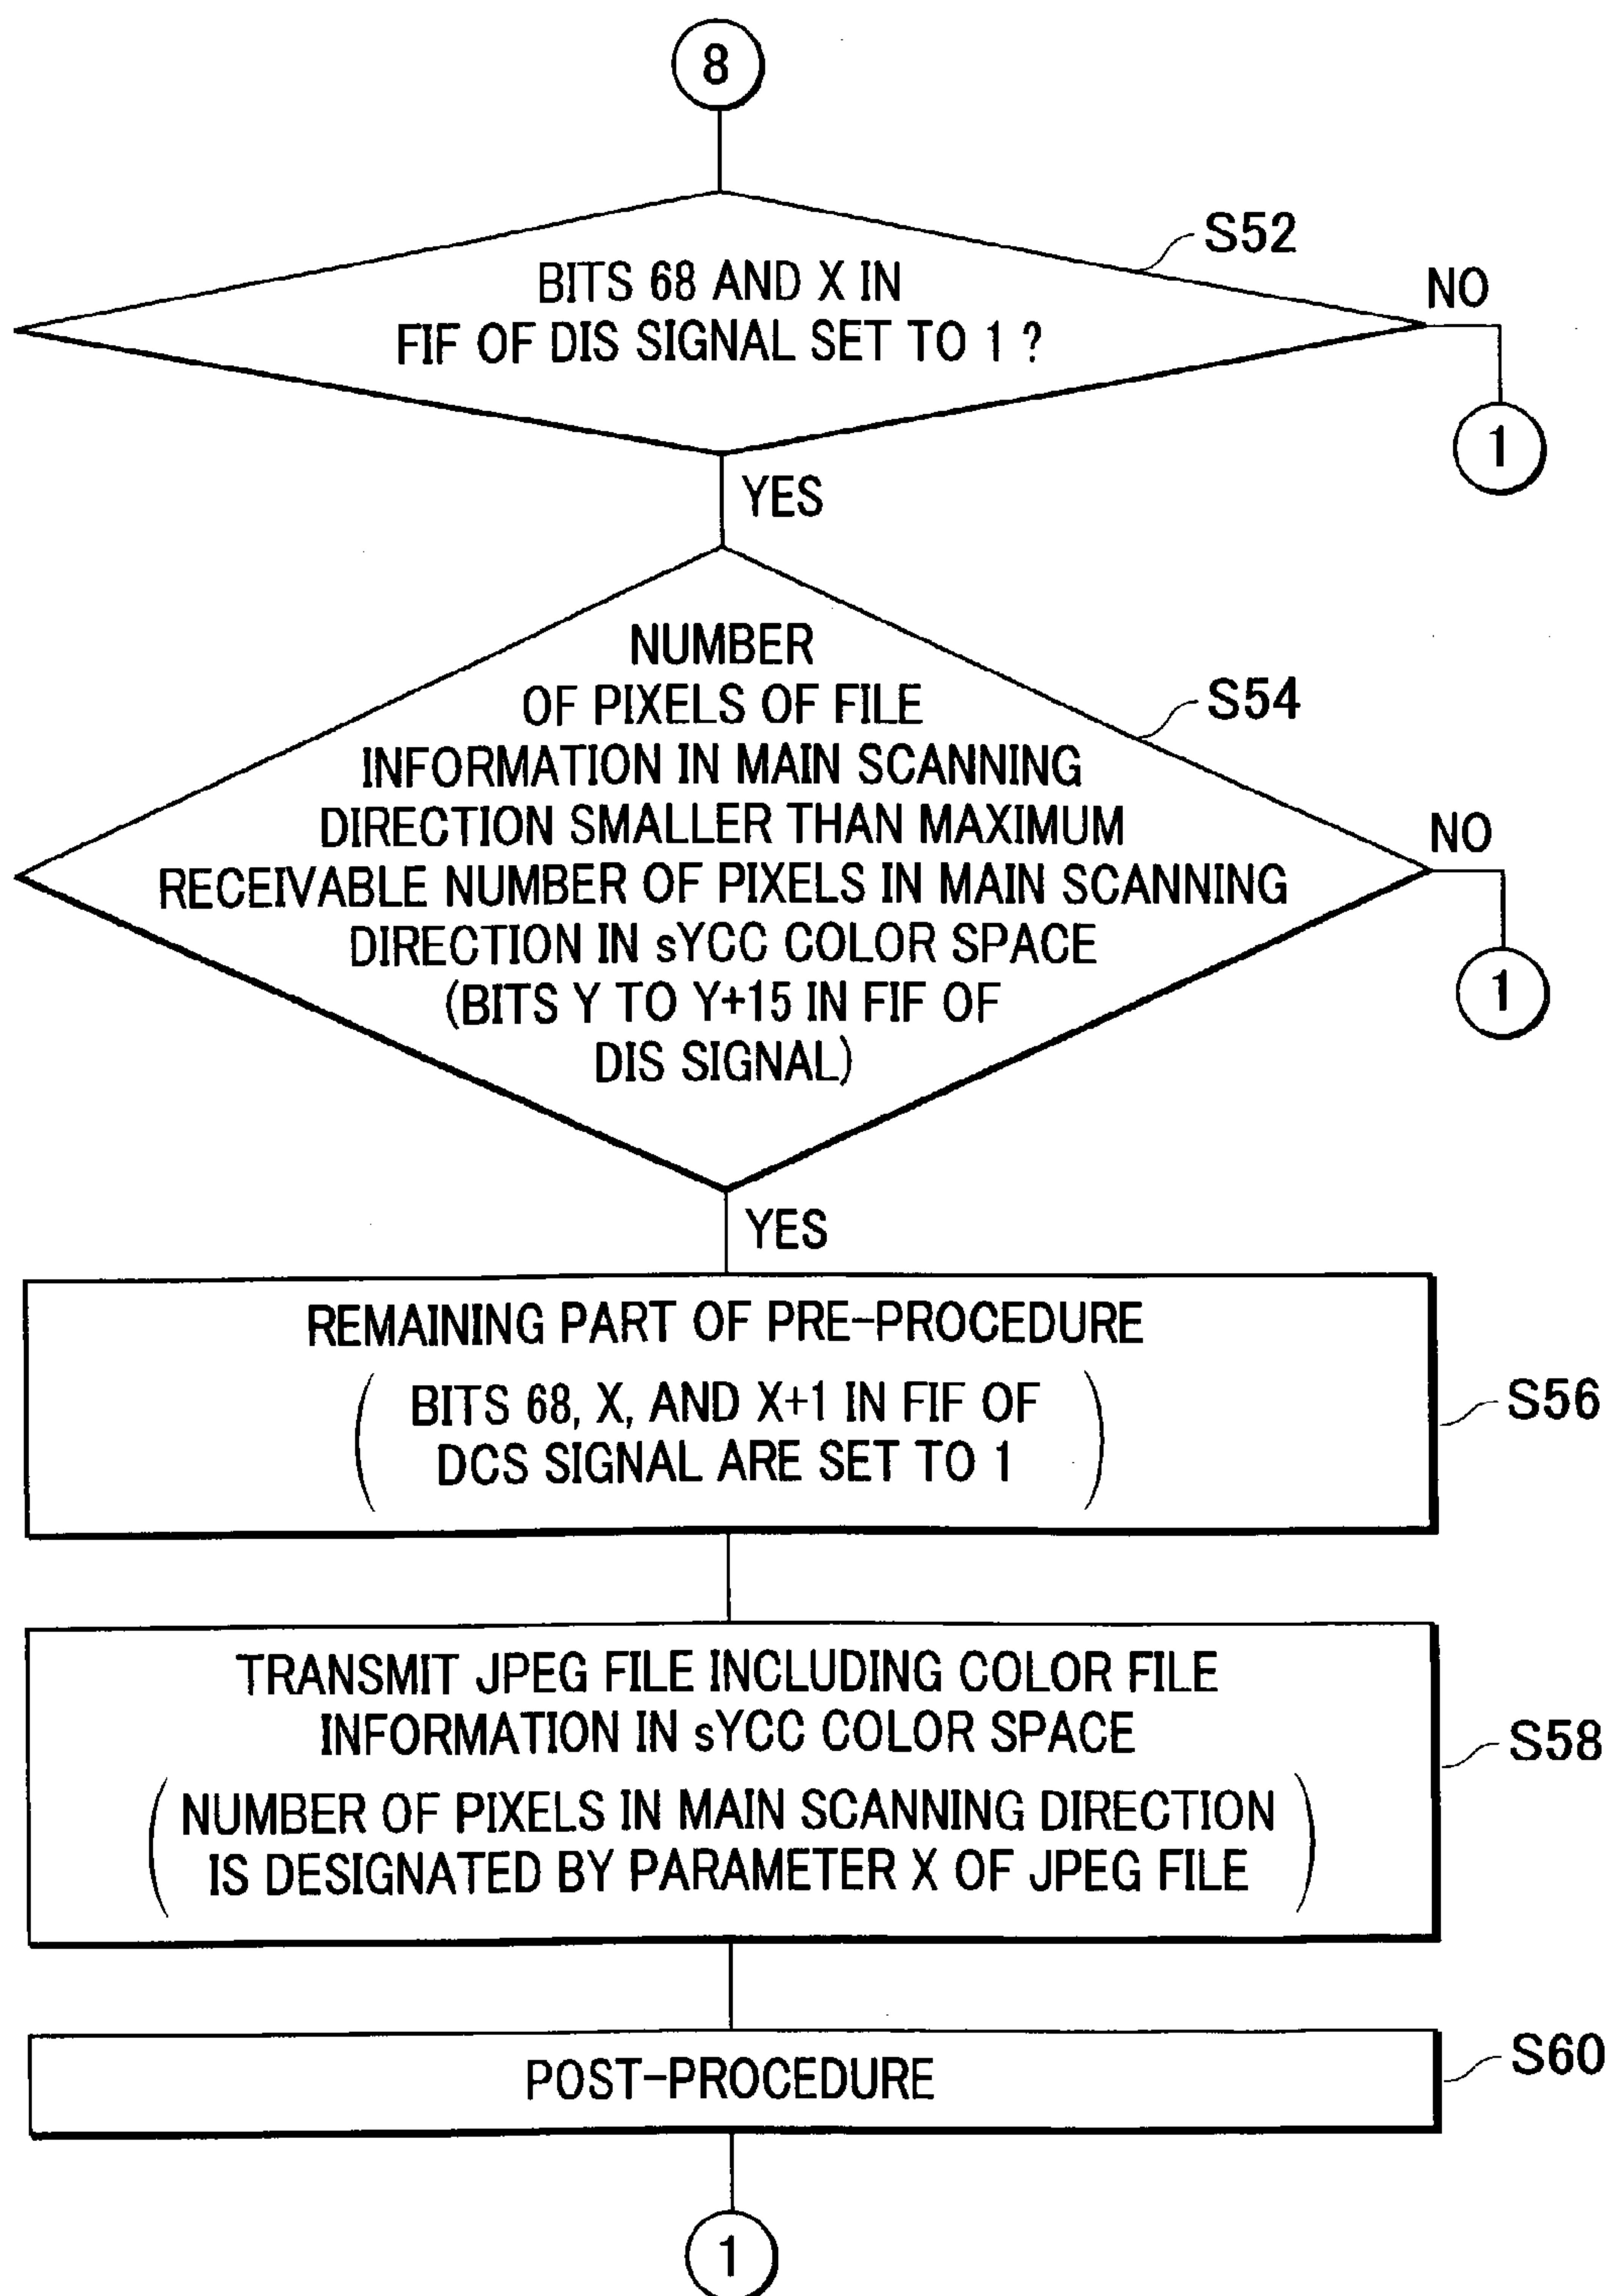 8
S52
BITS 68 AND X IN
FIF OF DIS SIGNAL SET TO 1 ?
NO
1
YES
NUMBER
OF PIXELS OF FILE
INFORMATION IN MAIN SCANNING
DIRECTION SMALLER THAN MAXIMUM
RECEIVABLE NUMBER OF PIXELS IN MAIN SCANNING
DIRECTION IN sYCC COLOR SPACE
(BITS Y TO Y+15 IN FIF OF
DIS SIGNAL)
S54
NO
1
YES
REMAINING PART OF PRE-PROCEDURE
( BITS 68, X, AND X+1 IN FIF OF
DCS SIGNAL ARE SET TO 1 )
S56
TRANSMIT JPEG FILE INCLUDING COLOR FILE
INFORMATION IN sYCC COLOR SPACE
( NUMBER OF PIXELS IN MAIN SCANNING DIRECTION
IS DESIGNATED BY PARAMETER X OF JPEG FILE )
S58
POST-PROCEDURE
S60
1